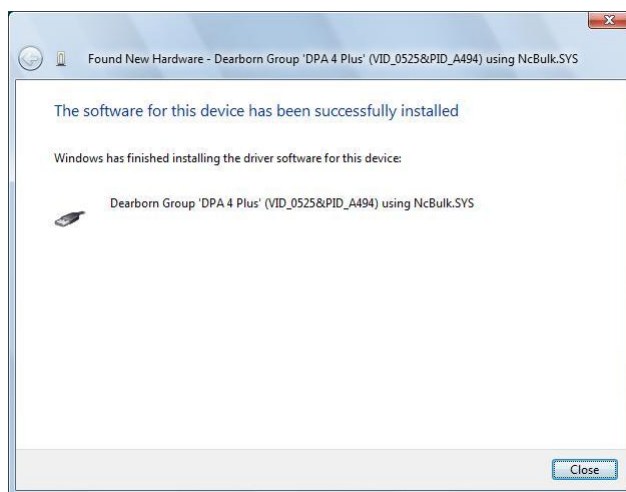 Found New Hardware - Dearborn Group 'DPA 4 Plus' (VID_0525&PID_A494) using NcBulk.SYS
The software for this device has been successfully installed
Windows has finished installing the driver software for this device:
Dearborn Group 'DPA 4 Plus' (VID_0525&PID_A494) using NcBulk.SYS
Close